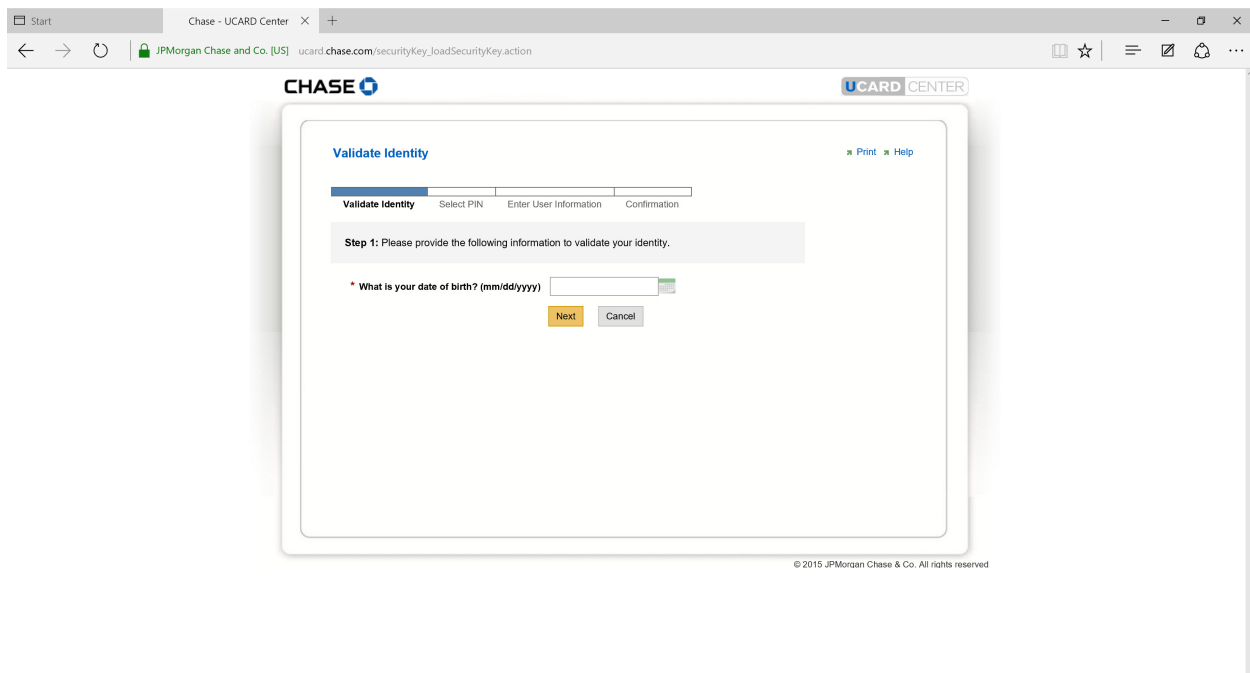 Start
Chase - UCARD Center
JPMorgan Chase and Co. [US] ucard.chase.com/securityKey_loadSecurityKey.action
CHASE
UCARD CENTER
Validate Identity
Print Help
Validate Identity Select PIN Enter User Information Confirmation
Step 1: Please provide the following information to validate your identity.
* What is your date of birth? (mm/dd/yyyy)
Next Cancel
© 2015 JPMorgan Chase & Co. All rights reserved